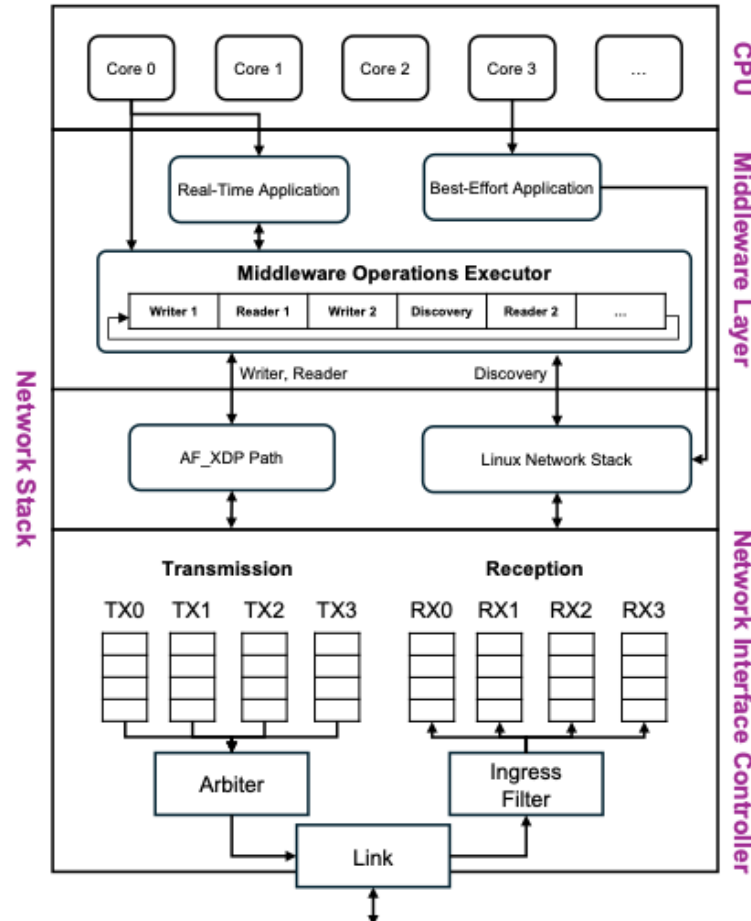 Core 0
Core 1
Core 2
Core 3
...
CPU
Real-Time Application
Best-Effort Application
Middleware Layer
Middleware Operations Executor
Writer 1
Reader 1
Writer 2
Discovery
Reader 2
...
Writer, Reader
Discovery
Network Stack
AF_XDP Path
Linux Network Stack
Network Interface Controller
Transmission
Reception
TX0
TX1
TX2
TX3
RX0
RX1
RX2
RX3
Arbiter
Ingress
Filter
Link